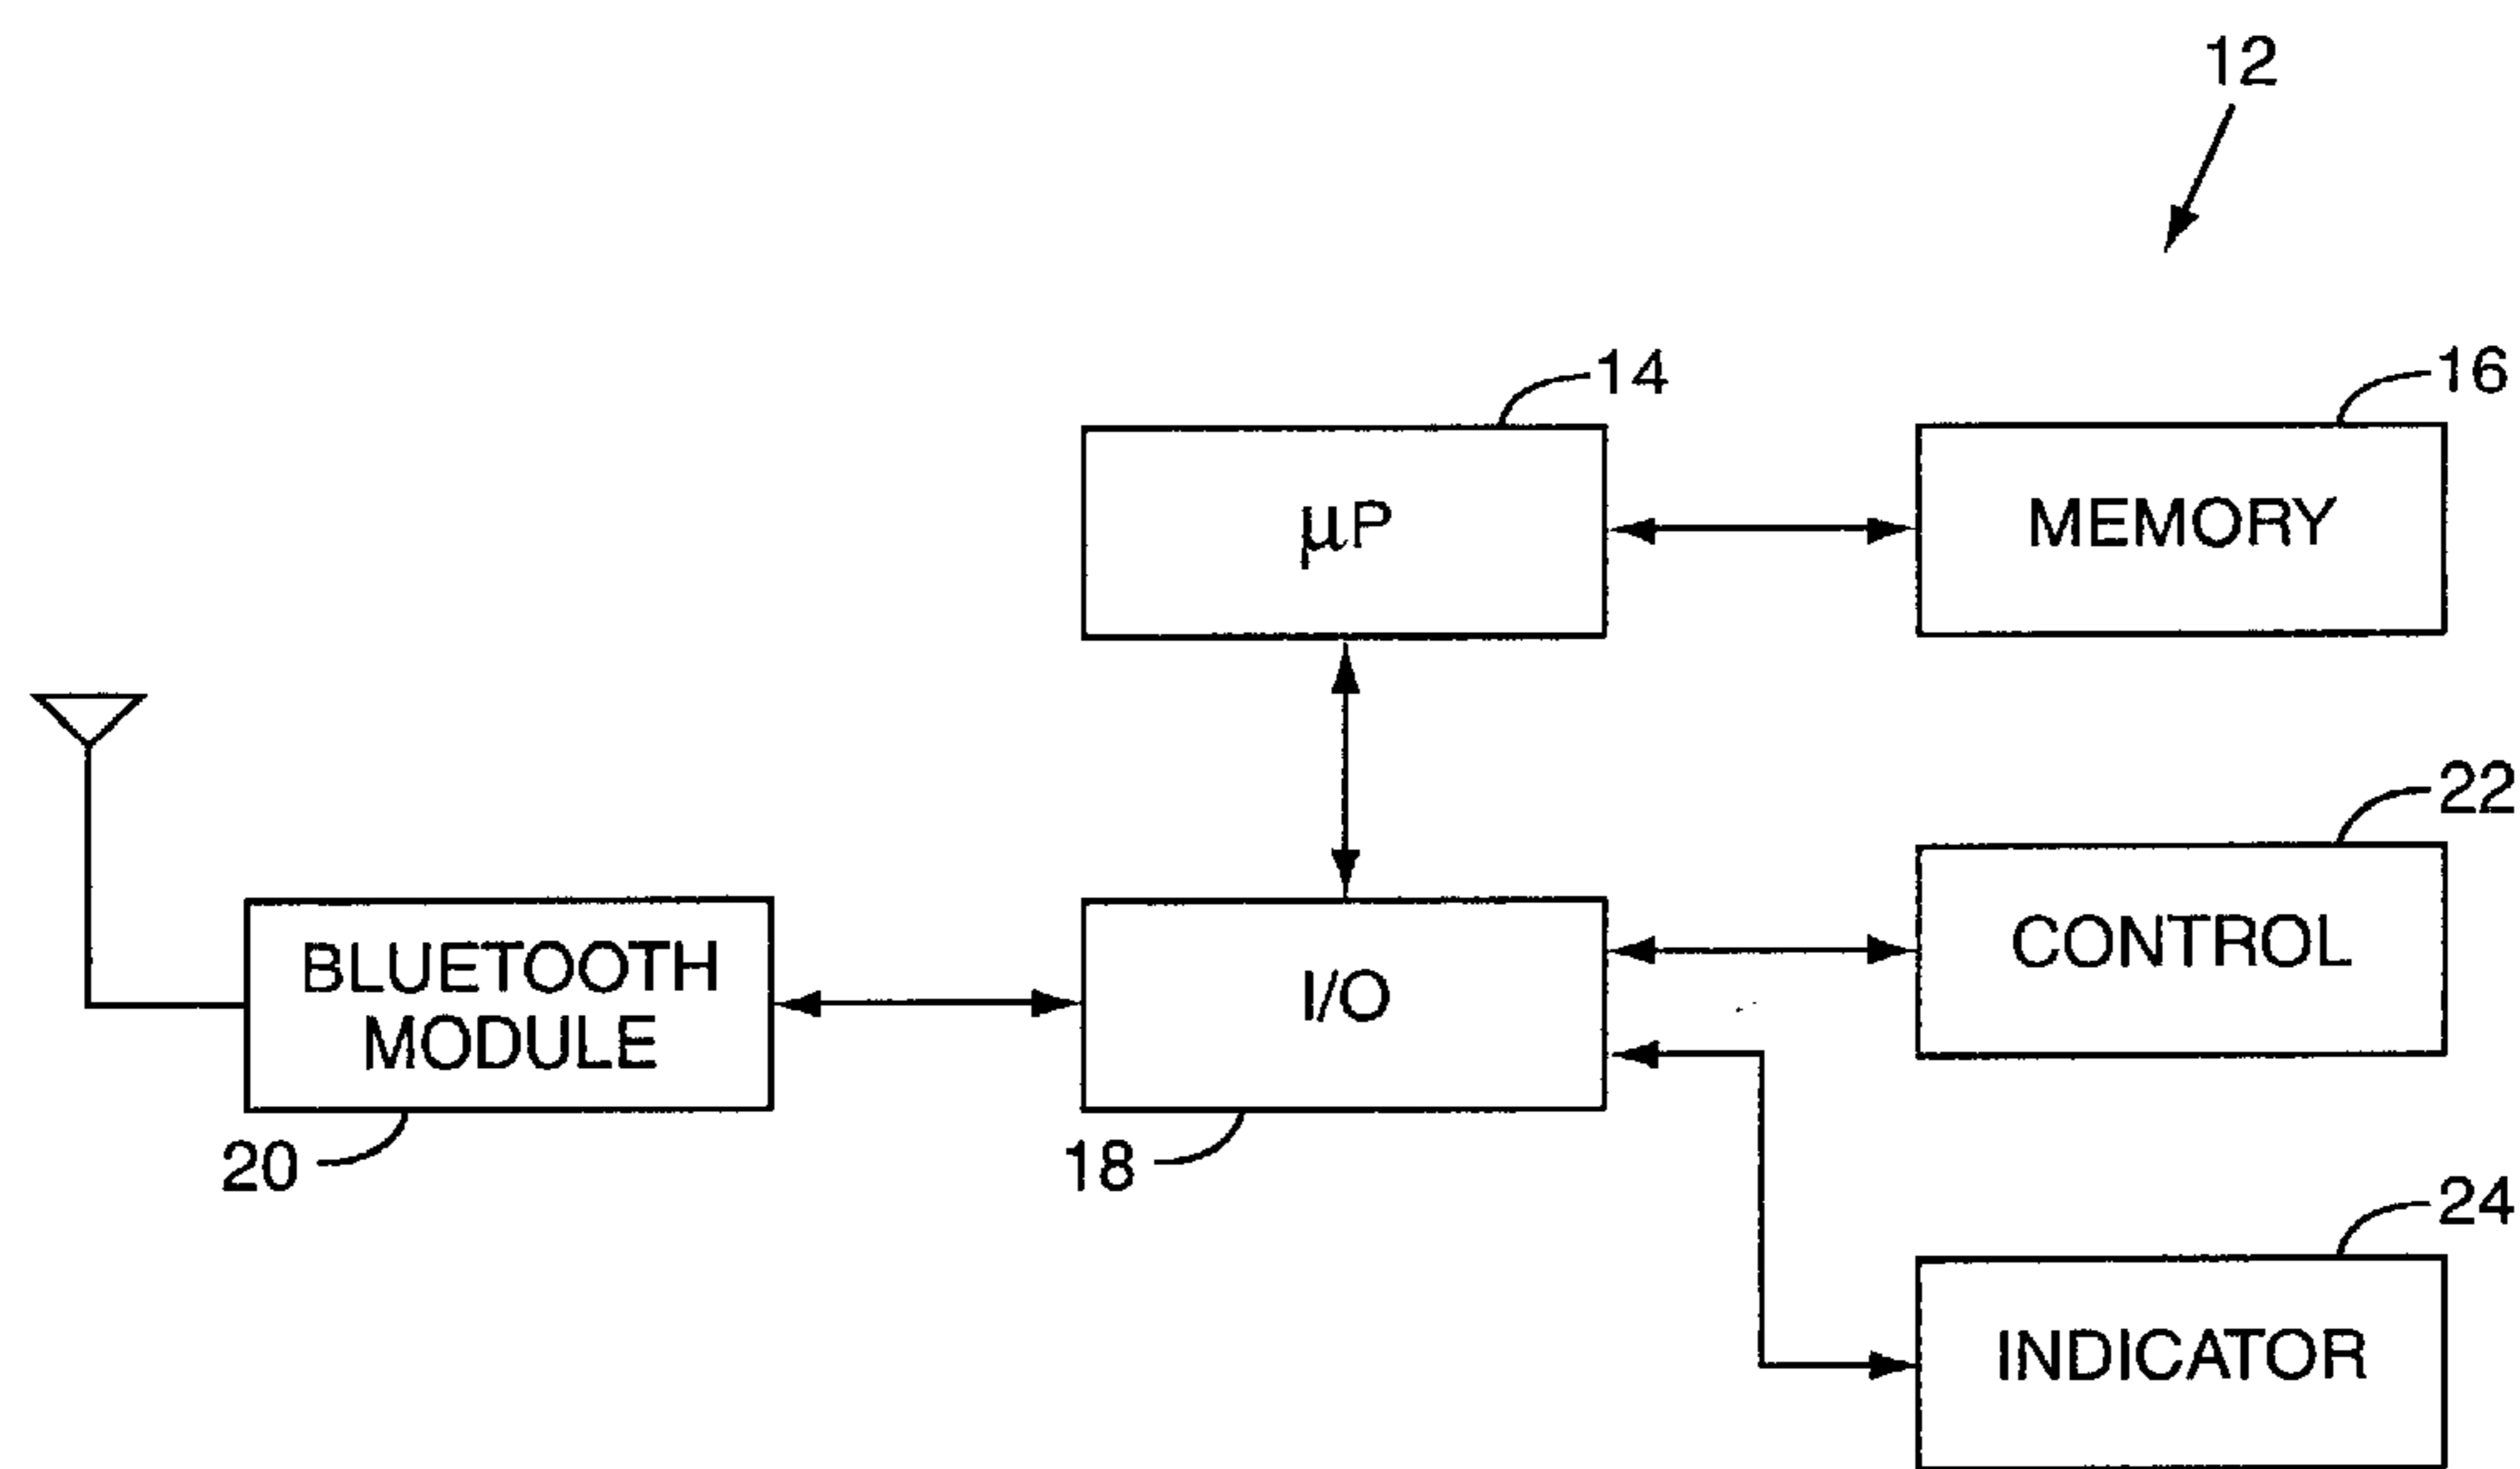 12
14
16
μP
MEMORY
22
BLUETOOTH
MODULE
I/O
CONTROL
20
18
24
INDICATOR